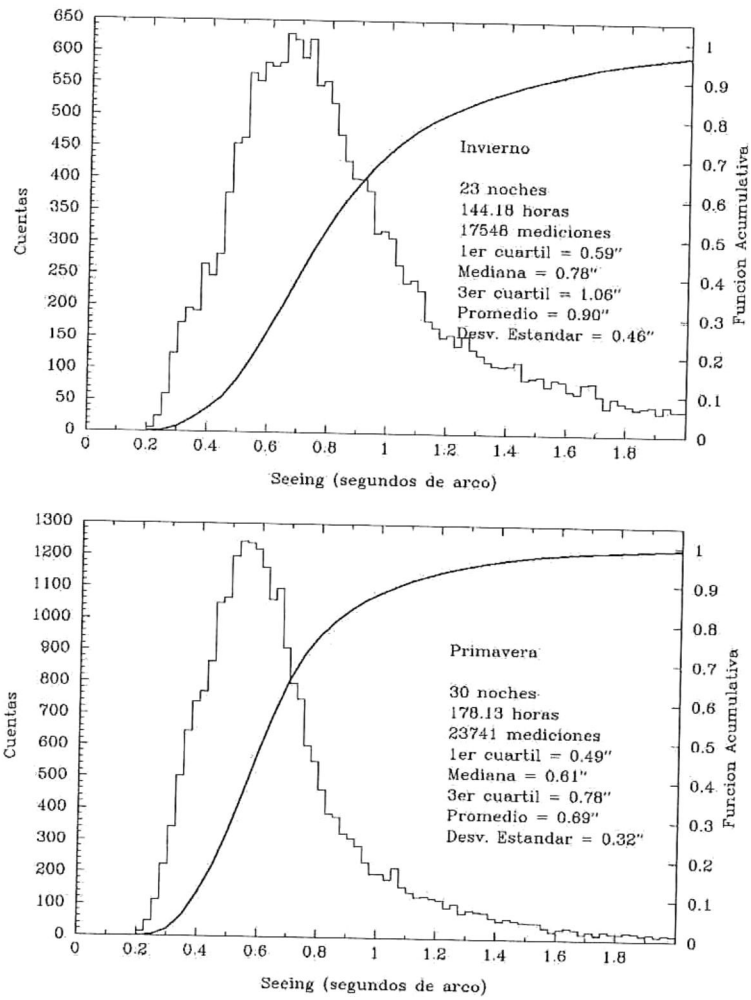 650
600
550
500
450
400
350
300
250
200
150
100
50
0
Cuentas
0 0.2 0.4 0.6 0.8 1 1.2 1.4 1.6 1.8
Seeing (segundos de arco)
1
0.9
0.8
0.7
0.6
0.5
0.4
0.3
0.2
0.1
0
Funcion Acumulativa
Invierno
23 noches
144.18 horas
17548 mediciones
1er cuartil = 0.59"
Mediana = 0.78"
3er cuartil = 1.06"
Promedio = 0.90"
Desv. Estandar = 0.46"
1300
1200
1100
1000
900
800
700
600
500
400
300
200
100
0
Cuentas
0 0.2 0.4 0.6 0.8 1 1.2 1.4 1.6 1.8
Seeing (segundos de arco)
1
0.9
0.8
0.7
0.6
0.5
0.4
0.3
0.2
0.1
0
Funcion Acumulativa
Primavera
30 noches
178.13 horas
23741 mediciones
1er cuartil = 0.49"
Mediana = 0.61"
3er cuartil = 0.78"
Promedio = 0.69"
Desv. Estandar = 0.32"